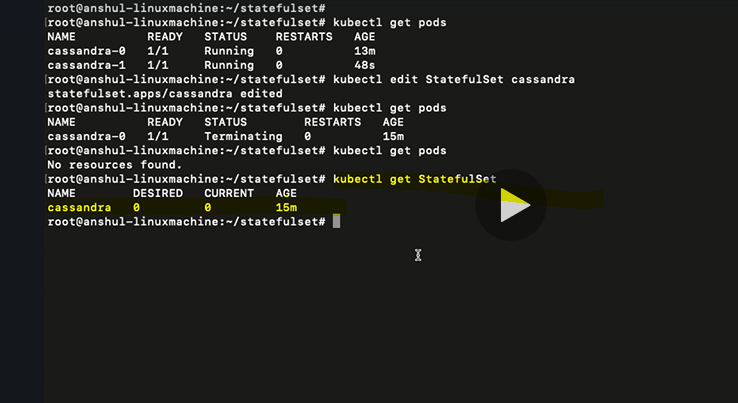 root@anshul-linuxmachine:~/statefulset#
[root@anshul-linuxmachine:~/statefulset# kubectl get pods
NAME READY STATUS RESTARTS AGE
cassandra-0 1/1 Running 0 13m
cassandra-1 1/1 Running 0 48s
[root@anshul-linuxmachine:~/statefulset# kubectl edit StatefulSet cassandra
statefulset.apps/cassandra edited
[root@anshul-linuxmachine:~/statefulset# kubectl get pods
NAME READY STATUS RESTARTS AGE
cassandra-0 1/1 Terminating 0 15m
[root@anshul-linuxmachine:~/statefulset# kubectl get pods
No resources found.
[root@anshul-linuxmachine:~/statefulset# kubectl get StatefulSet
NAME DESIRED CURRENT AGE
cassandra 0 0 15m
root@anshul-linuxmachine:~/statefulset#